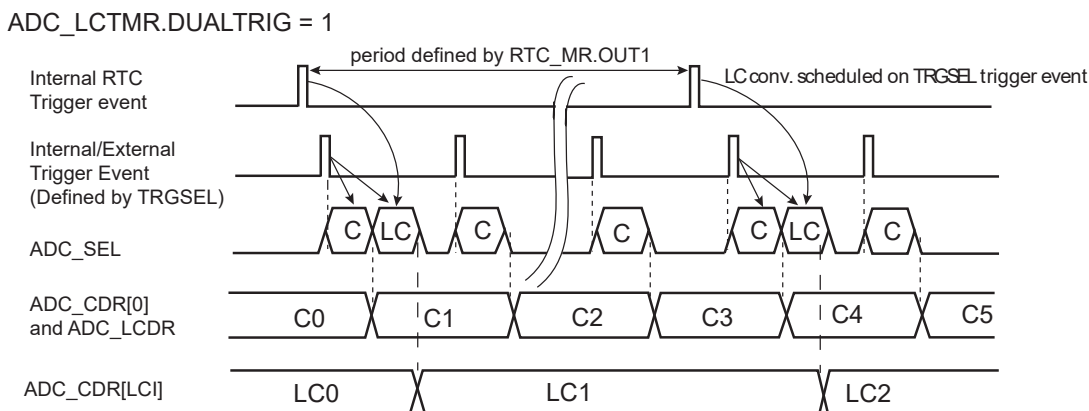 ADC_LCTMR.DUALTRIG = 1
period defined by RTC_MR.OUT1
Internal RTC
Trigger event
LC conv. scheduled on TRGSEL trigger event
Internal/External
Trigger Event
(Defined by TRGSEL)
ADC_SEL
C LC C C C LC C
ADC_CDR[0]
and ADC_LCDR
C0 C1 C2 C3 C4 C5
ADC_CDR[LCI]
LC0 LC1 LC2